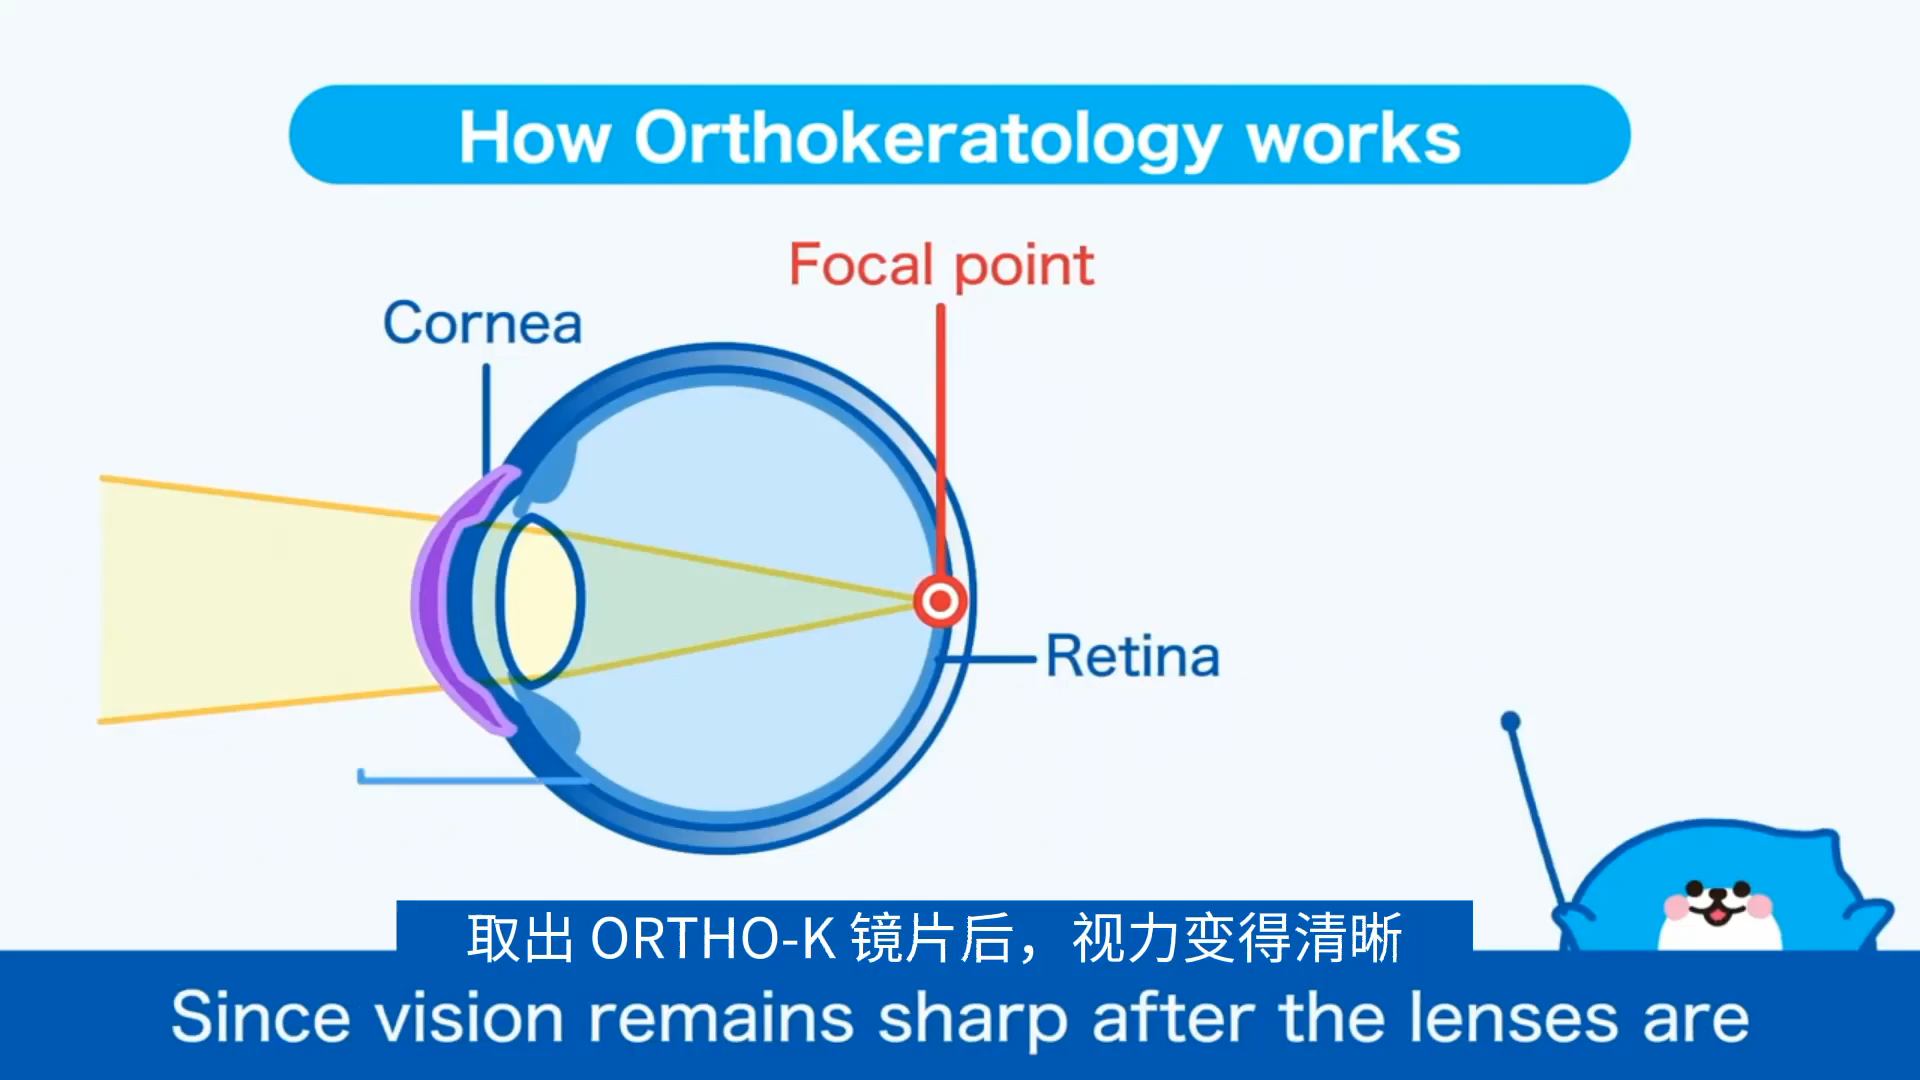 How Orthokeratology works
Focal point
Cornea
Retina
取出 ORTHO-K 镜片后，视力变得清晰
Since vision remains sharp after the lenses are